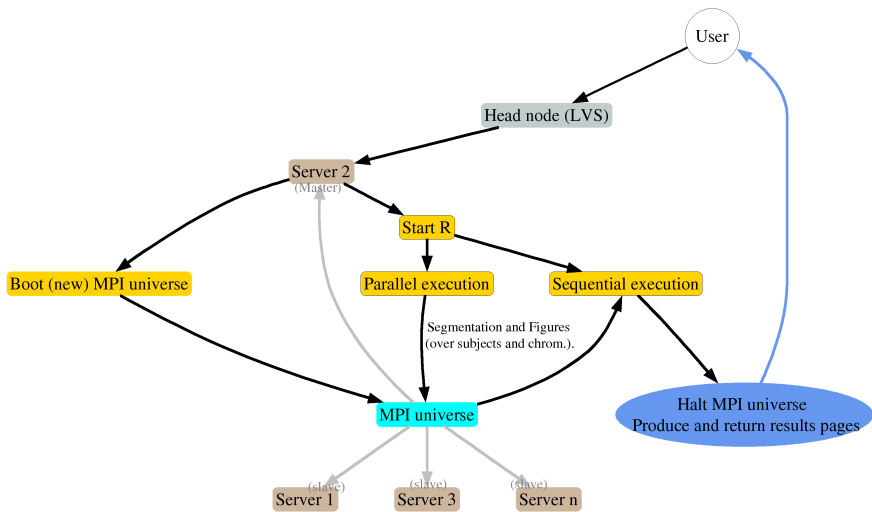 User
Head node (LVS)
Server 2
(Master)
Start R
Boot (new) MPI universe
Parallel execution
Sequential execution
Segmentation and Figures
(over subjects and chrom.).
MPI universe
Halt MPI universe
Produce and return results pages
(slave)
(slave)
(slave)
Server 1
Server 3
Server n